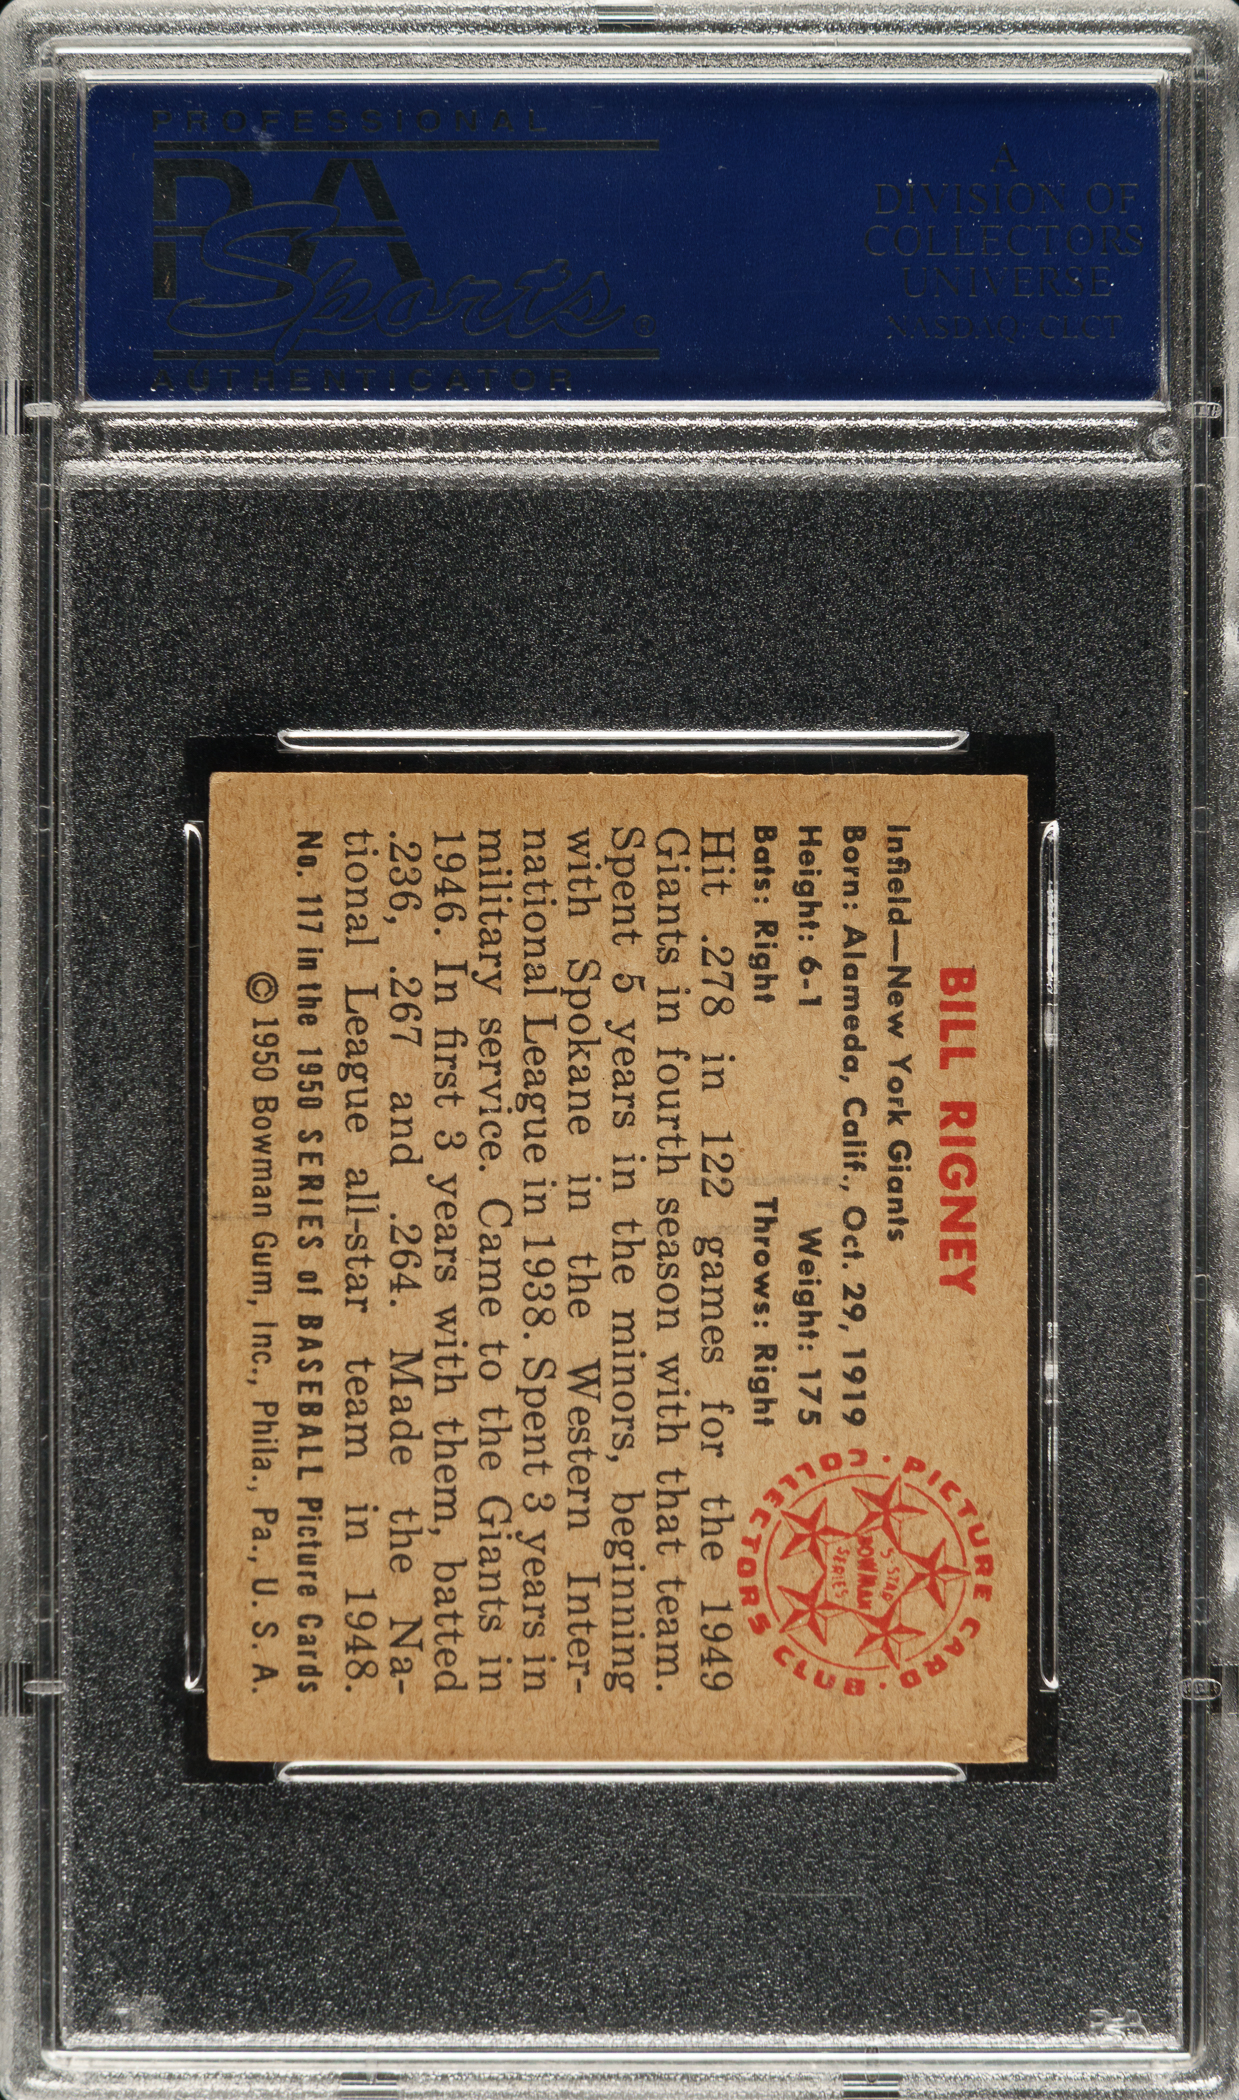 PROFESSIONAL
PSA
Sports ®
AUTHENTICATOR
A
DIVISION OF
COLLECTORS
UNIVERSE
NASDAQ: CLCT
BILL RIGNEY
Infield—New York Giants
Born: Alameda, Calif., Oct. 29, 1919
Height: 6-1 Weight: 175
Bats: Right Throws: Right
Hit .278 in 122 games for the 1949
Giants in fourth season with that team.
Spent 5 years in the minors, beginning
with Spokane in the Western Inter-
national League in 1938. Spent 3 years in
military service. Came to the Giants in
1946. In first 3 years with them, batted
.236, .267 and .264. Made the Na-
tional League all-star team in 1948.
No. 117 in the 1950 SERIES of BASEBALL Picture Cards
© 1950 Bowman Gum, Inc., Phila., Pa., U. S. A.
· PICTURE CARD · COLLECTORS CLUB
5-STAR
BOWMAN
SERIES
PSA